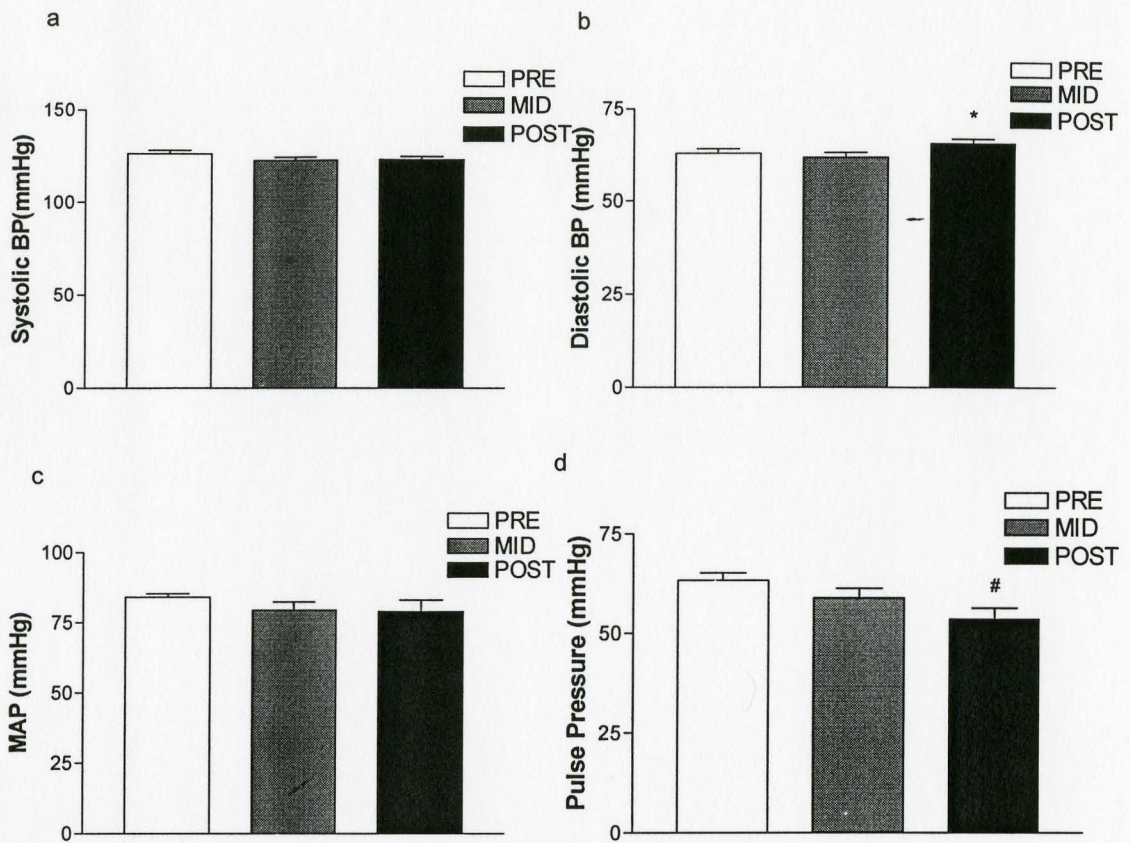 a
PRE
MID
POST
Systolic BP(mmHg)
150
100
50
0
b
PRE
MID
POST
Diastolic BP (mmHg)
75
50
25
0
*
c
PRE
MID
POST
MAP (mmHg)
100
75
50
25
0
d
PRE
MID
POST
Pulse Pressure (mmHg)
75
50
25
0
#